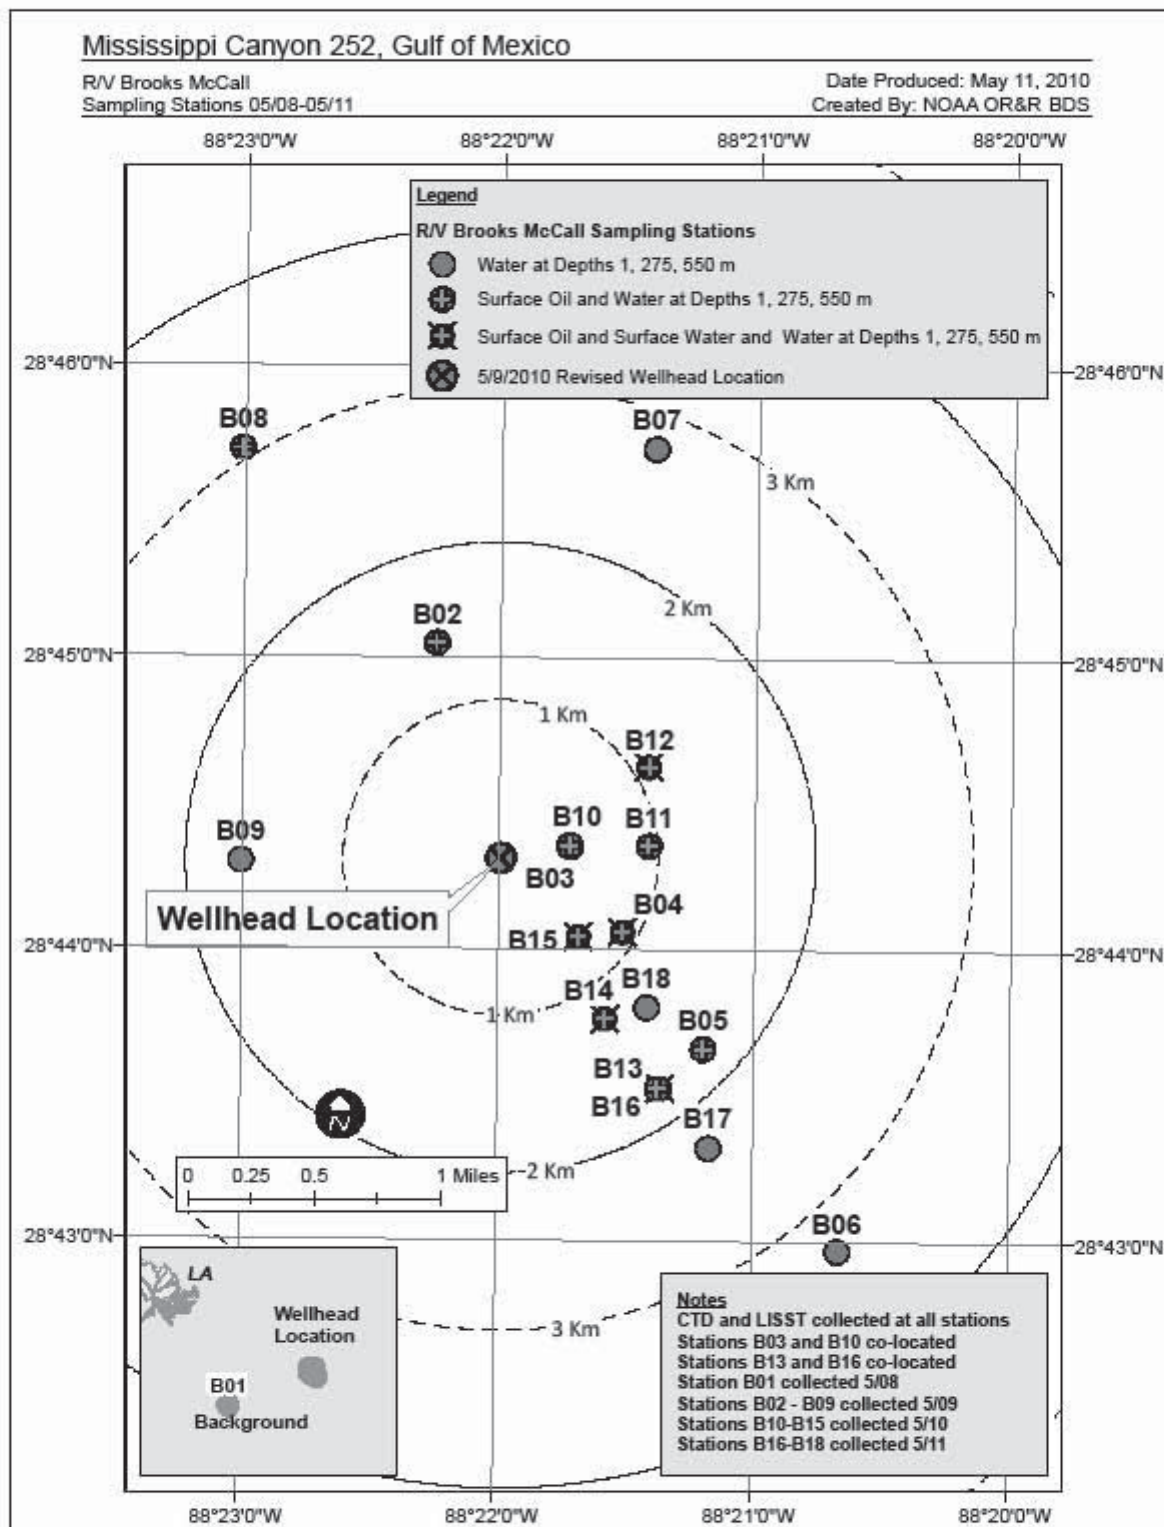 Mississippi Canyon 252, Gulf of Mexico
R/V Brooks McCall
Date Produced: May 11, 2010
Sampling Stations 05/08-05/11
Created By: NOAA OR&R BDS
88°23'0"W 88°22'0"W 88°21'0"W 88°20'0"W
Legend
R/V Brooks McCall Sampling Stations
Water at Depths 1, 275, 550 m
Surface Oil and Water at Depths 1, 275, 550 m
Surface Oil and Surface Water and Water at Depths 1, 275, 550 m
5/9/2010 Revised Wellhead Location
28°46'0"N
28°46'0"N
B08
B07
3 Km
2 Km
B02
28°45'0"N
28°45'0"N
1 Km
B12
B10
B11
B09
B03
Wellhead Location
B04
B15
28°44'0"N
28°44'0"N
B18
B14
1 Km
B05
B13
B16
N
B17
2 Km
0 0.25 0.5 1 Miles
B06
28°43'0"N
28°43'0"N
3 Km
LA
Wellhead
Location
B01
Background
Notes
CTD and LISST collected at all stations
Stations B03 and B10 co-located
Stations B13 and B16 co-located
Station B01 collected 5/08
Stations B02 - B09 collected 5/09
Stations B10-B15 collected 5/10
Stations B16-B18 collected 5/11
88°23'0"W 88°22'0"W 88°21'0"W 88°20'0"W